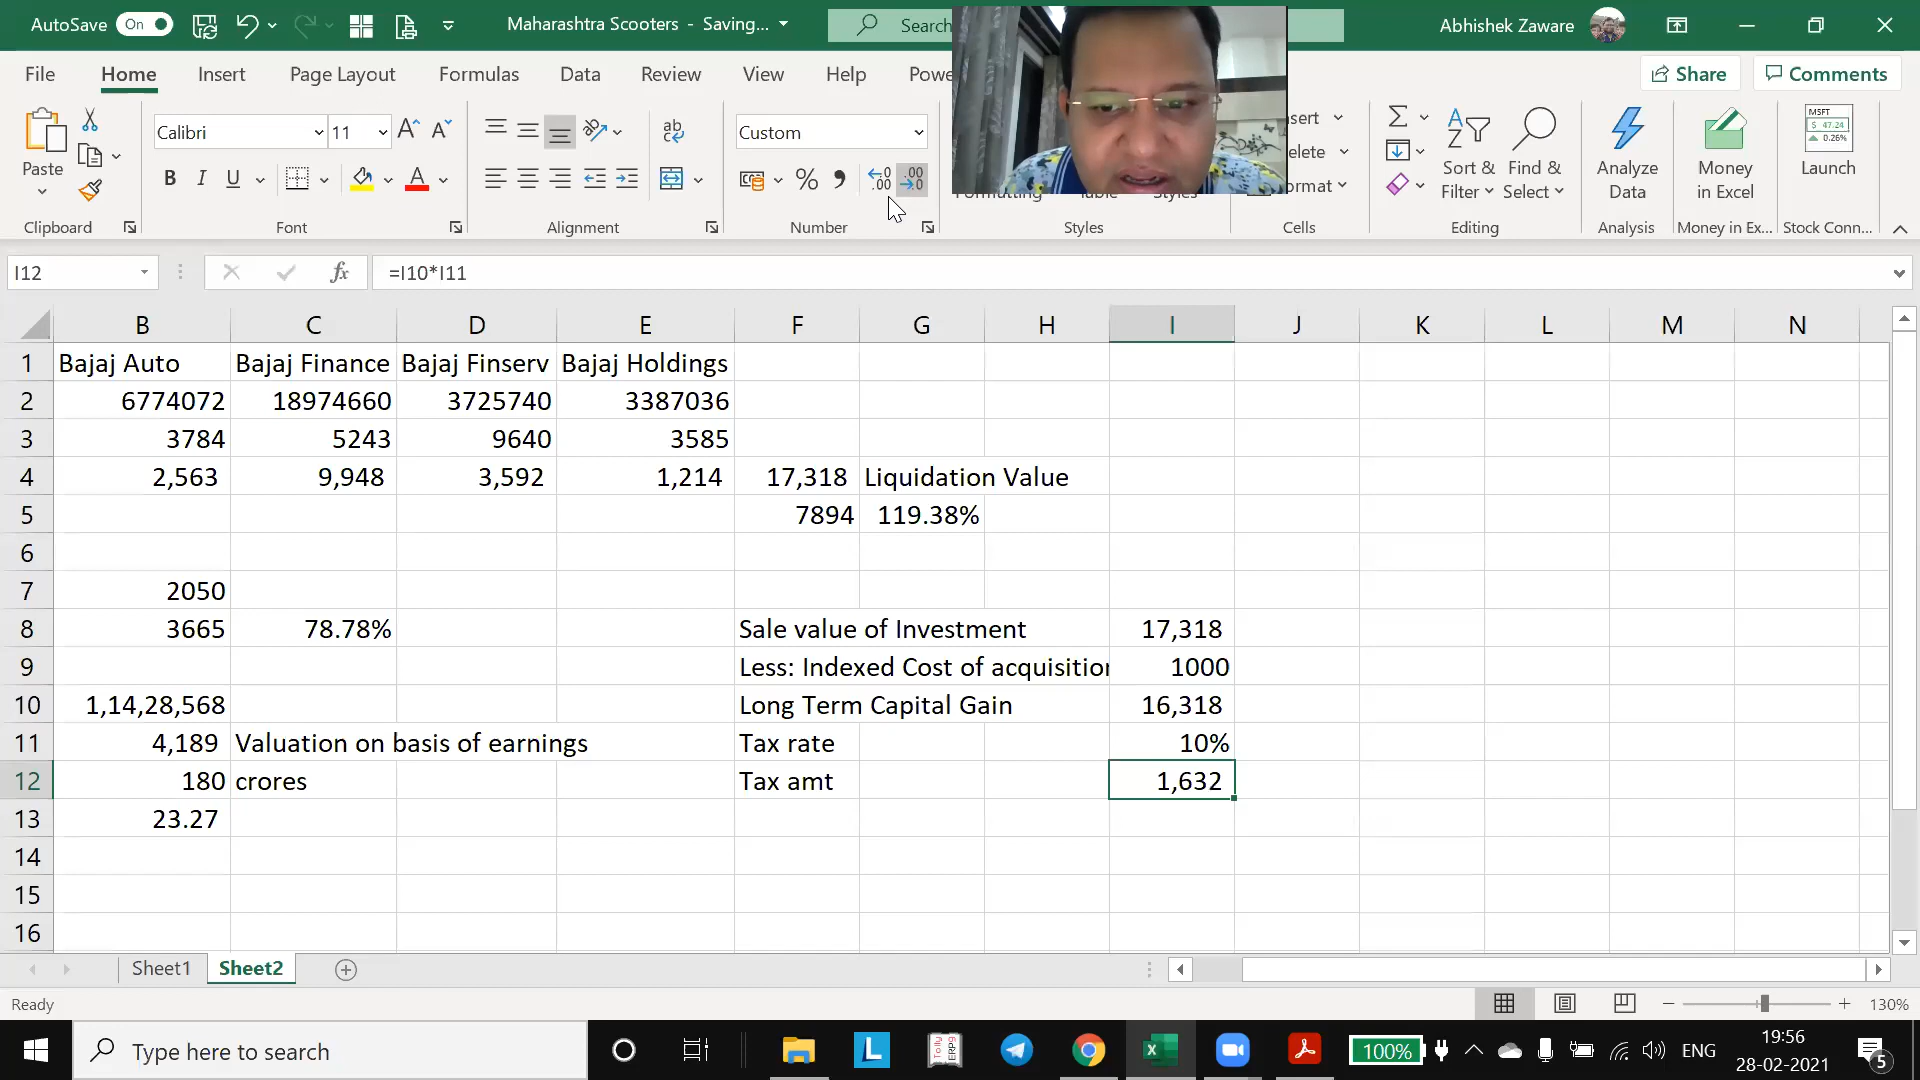 AutoSave On Maharashtra Scooters - Saving... Search Abhishek Zaware
File Home Insert Page Layout Formulas Data Review View Help Share Comments
Paste Calibri 11 Custom Sort & Filter Find & Select Analyze Data Money in Excel Launch
MSFT
$ 47.24
0.26%
Clipboard Font Alignment Number Styles Cells Editing Analysis Money in Ex... Stock Conn...
I12 fx =I10*I11
B C D E F G H I J K L M N
1 Bajaj Auto Bajaj Finance Bajaj Finserv Bajaj Holdings
2 6774072 18974660 3725740 3387036
3 3784 5243 9640 3585
4 2,563 9,948 3,592 1,214 17,318 Liquidation Value
5 7894 119.38%
6
7 2050
8 3665 78.78% Sale value of Investment 17,318
9 Less: Indexed Cost of acquisition 1000
10 1,14,28,568 Long Term Capital Gain 16,318
11 4,189 Valuation on basis of earnings Tax rate 10%
12 180 crores Tax amt 1,632
13 23.27
14
15
16
Sheet1 Sheet2
Ready 130%
Type here to search 100% ENG 19:56
28-02-2021 5